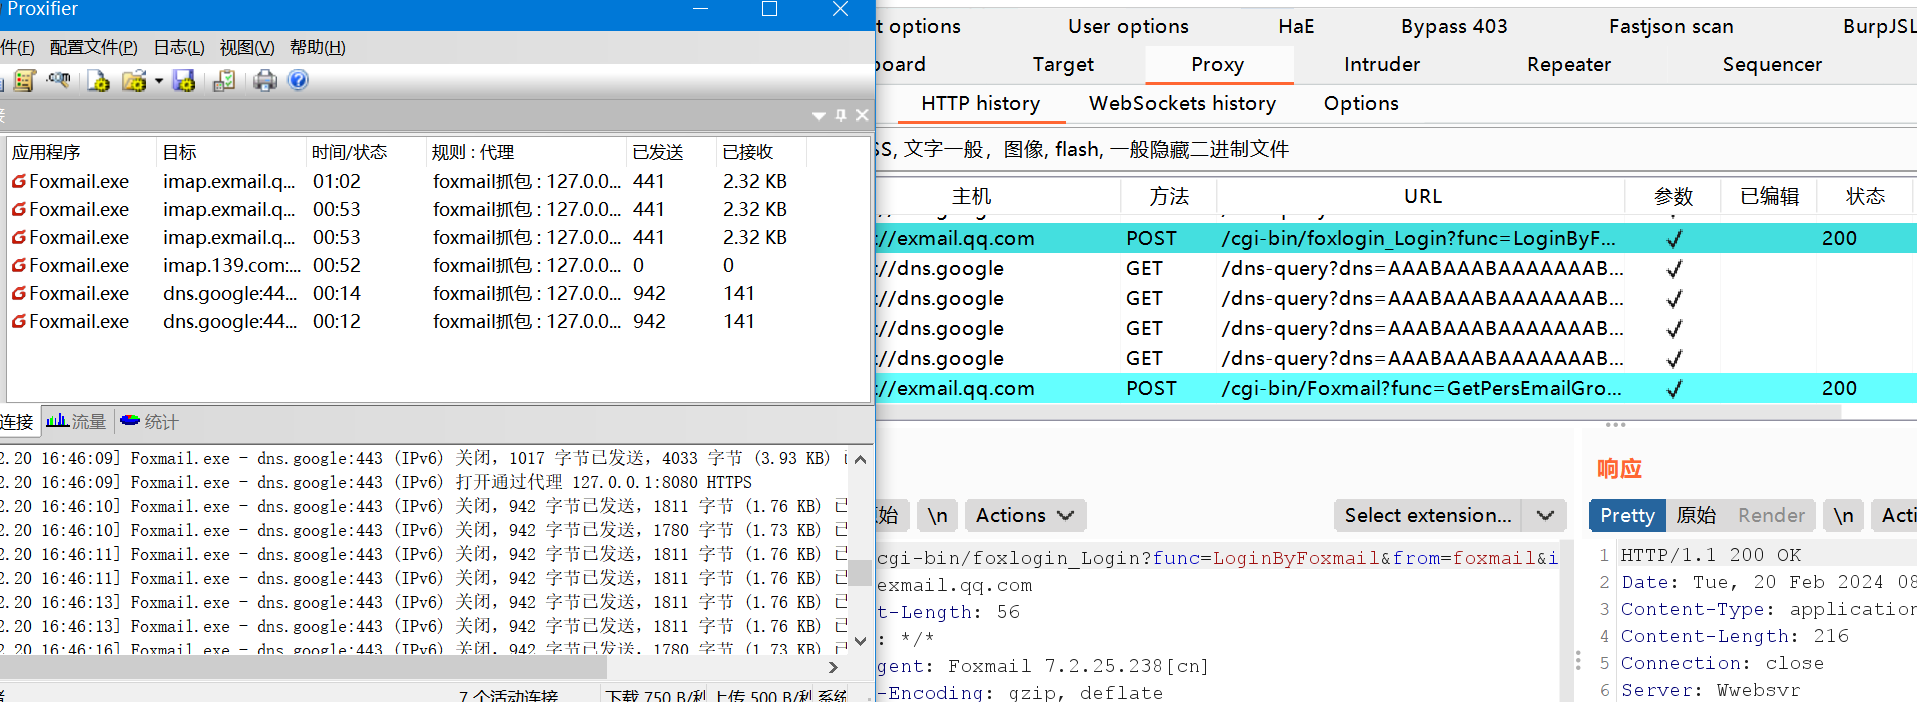 Proxifier
件(F) 配置文件(P) 日志(L) 视图(V) 帮助(H)
.com
应用程序 目标 时间/状态 规则 : 代理 已发送 已接收
Foxmail.exe imap.exmail.q... 01:02 foxmail抓包 : 127.0.0... 441 2.32 KB
Foxmail.exe imap.exmail.q... 00:53 foxmail抓包 : 127.0.0... 441 2.32 KB
Foxmail.exe imap.exmail.q... 00:53 foxmail抓包 : 127.0.0... 441 2.32 KB
Foxmail.exe imap.139.com:... 00:52 foxmail抓包 : 127.0.0... 0 0
Foxmail.exe dns.google:44... 00:14 foxmail抓包 : 127.0.0... 942 141
Foxmail.exe dns.google:44... 00:12 foxmail抓包 : 127.0.0... 942 141
连接 流量 统计
2.20 16:46:09] Foxmail.exe - dns.google:443 (IPv6) 关闭，1017 字节已发送，4033 字节 (3.93 KB)
2.20 16:46:09] Foxmail.exe - dns.google:443 (IPv6) 打开通过代理 127.0.0.1:8080 HTTPS
2.20 16:46:10] Foxmail.exe - dns.google:443 (IPv6) 关闭，942 字节已发送，1811 字节 (1.76 KB) 已
2.20 16:46:10] Foxmail.exe - dns.google:443 (IPv6) 关闭，942 字节已发送，1780 字节 (1.73 KB) 已
2.20 16:46:11] Foxmail.exe - dns.google:443 (IPv6) 关闭，942 字节已发送，1811 字节 (1.76 KB) 已
2.20 16:46:11] Foxmail.exe - dns.google:443 (IPv6) 关闭，942 字节已发送，1811 字节 (1.76 KB) 已
2.20 16:46:13] Foxmail.exe - dns.google:443 (IPv6) 关闭，942 字节已发送，1811 字节 (1.76 KB) 已
2.20 16:46:13] Foxmail.exe - dns.google:443 (IPv6) 关闭，942 字节已发送，1811 字节 (1.76 KB) 已
2.20 16:46:16] Foxmail.exe - dns.google:443 (IPv6) 关闭，942 字节已发送，1780 字节 (1.73 KB) 已
7 个活动连接 下载 750 B/秒 上传 500 B/秒 系统
t options User options HaE Bypass 403 Fastjson scan BurpJSL
board Target Proxy Intruder Repeater Sequencer
HTTP history WebSockets history Options
SS, 文字一般，图像, flash, 一般隐藏二进制文件
主机 方法 URL 参数 已编辑 状态
://exmail.qq.com POST /cgi-bin/foxlogin_Login?func=LoginByF... ✓ 200
://dns.google GET /dns-query?dns=AAABAAABAAAAAAAB... ✓
://dns.google GET /dns-query?dns=AAABAAABAAAAAAAB... ✓
://dns.google GET /dns-query?dns=AAABAAABAAAAAAAB... ✓
://dns.google GET /dns-query?dns=AAABAAABAAAAAAAB... ✓
://exmail.qq.com POST /cgi-bin/Foxmail?func=GetPersEmailGro... ✓ 200
原始 \n Actions Select extension...
cgi-bin/foxlogin_Login?func=LoginByFoxmail&from=foxmail&i
exmail.qq.com
t-Length: 56
: */*
gent: Foxmail 7.2.25.238[cn]
-Encoding: gzip, deflate
响应
Pretty 原始 Render \n Acti
1 HTTP/1.1 200 OK
2 Date: Tue, 20 Feb 2024 08
3 Content-Type: application
4 Content-Length: 216
5 Connection: close
6 Server: Wwebsvr